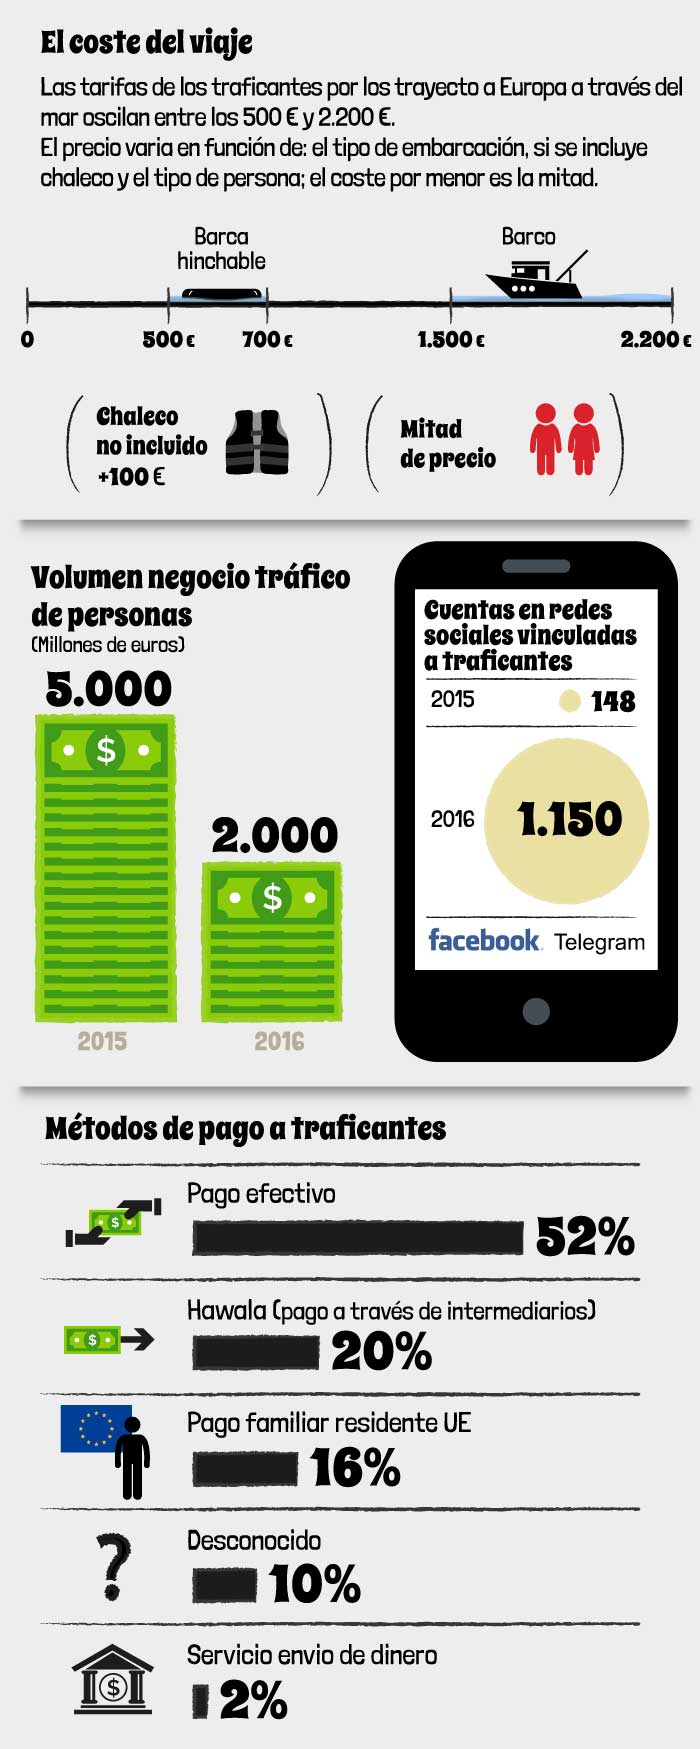 El coste del viaje
Las tarifas de los traficantes por los trayecto a Europa a través del
mar oscilan entre los 500 € y 2.200 €.
El precio varia en función de: el tipo de embarcación, si se incluye
chaleco y el tipo de persona; el coste por menor es la mitad.
Barca
hinchable
Barco
0
500 €
700 €
1.500 €
2.200 €
Chaleco
no incluido
+100 €
Mitad
de precio
Volumen negocio tráfico
de personas
(Millones de euros)
5.000
2.000
2015
2016
Cuentas en redes
sociales vinculadas
a traficantes
2015
148
2016
1.150
facebook. Telegram
Métodos de pago a traficantes
Pago efectivo
52%
Hawala (pago a través de intermediarios)
20%
Pago familiar residente UE
16%
Desconocido
10%
Servicio envio de dinero
2%